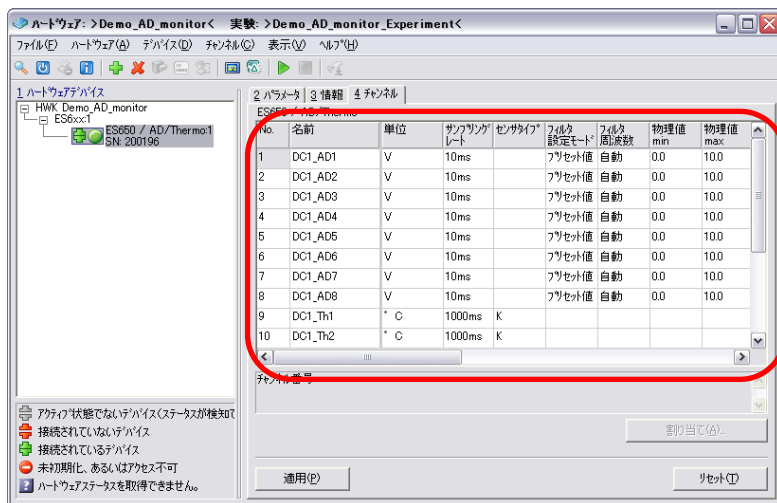 ハードウェア: >Demo_AD_monitor<　実験: >Demo_AD_monitor_Experiment<
ファイル(F)　ハードウェア(A)　デバイス(D)　チャンネル(C)　表示(V)　ヘルプ(H)
1 ハードウェアデバイス
HWK Demo_AD_monitor
ES6xx:1
ES650 / AD/Thermo:1
SN: 200196
アクティブ状態でないデバイス(ステータスが検知
接続されていないデバイス
接続されているデバイス
未初期化、あるいはアクセス不可
ハードウェアステータスを取得できません。
2 パラメータ　3 情報　4 チャンネル
ES650 / AD/Thermo
No.　名前　単位　サンプリングレート　センサタイプ　フィルタ設定モード　フィルタ周波数　物理値 min　物理値 max
1　DC1_AD1　V　10ms　プリセット値　自動　0.0　10.0
2　DC1_AD2　V　10ms　プリセット値　自動　0.0　10.0
3　DC1_AD3　V　10ms　プリセット値　自動　0.0　10.0
4　DC1_AD4　V　10ms　プリセット値　自動　0.0　10.0
5　DC1_AD5　V　10ms　プリセット値　自動　0.0　10.0
6　DC1_AD6　V　10ms　プリセット値　自動　0.0　10.0
7　DC1_AD7　V　10ms　プリセット値　自動　0.0　10.0
8　DC1_AD8　V　10ms　プリセット値　自動　0.0　10.0
9　DC1_Th1　° C　1000ms　K
10　DC1_Th2　° C　1000ms　K
チャンネル番号
割り当て(A)...
適用(P)
リセット(T)